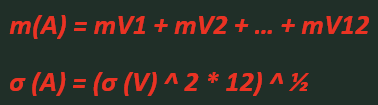 m(A) = mV1 + mV2 + … + mV12
σ (A) = (σ (V) ^ 2 * 12) ^ ½